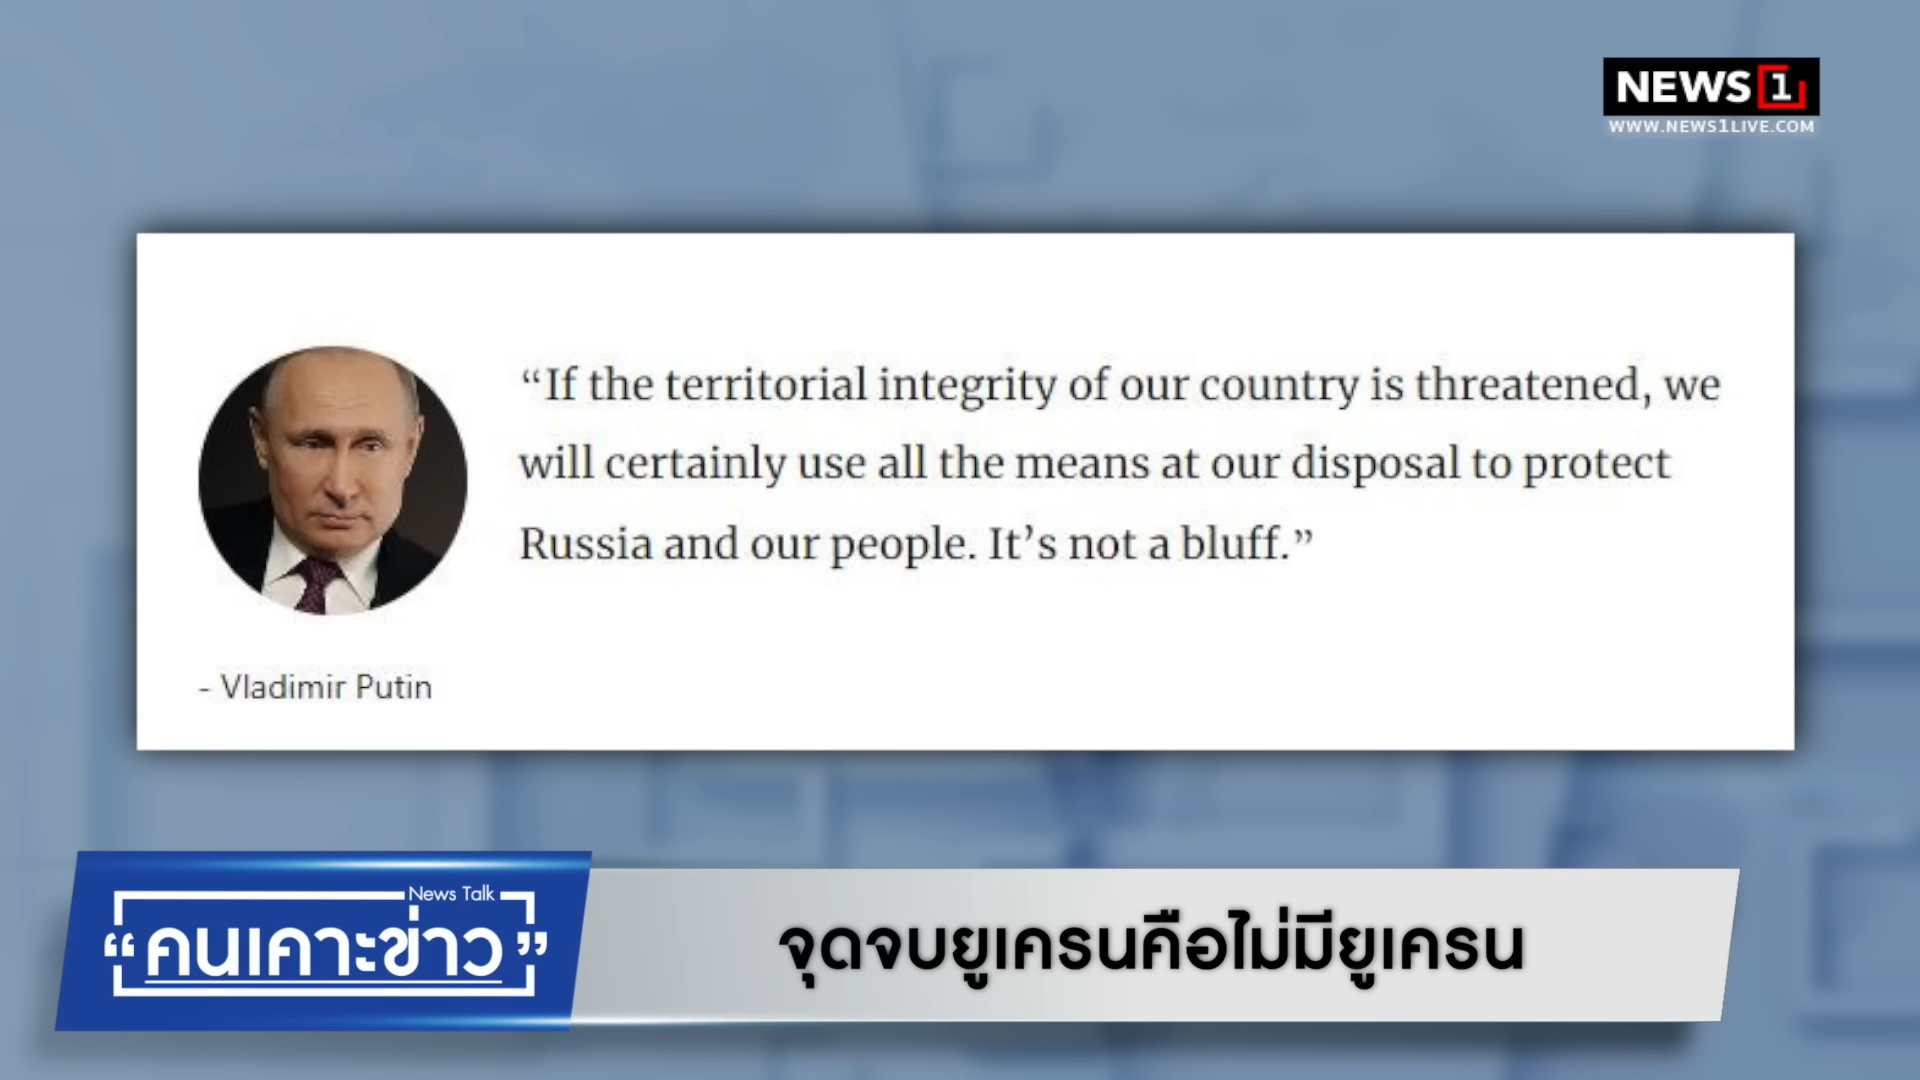 NEWS 1
WWW.NEWS1LIVE.COM
“If the territorial integrity of our country is threatened, we
will certainly use all the means at our disposal to protect
Russia and our people. It’s not a bluff.”
- Vladimir Putin
News Talk
“คนเคาะข่าว”
จุดจบยูเครนคือไม่มียูเครน